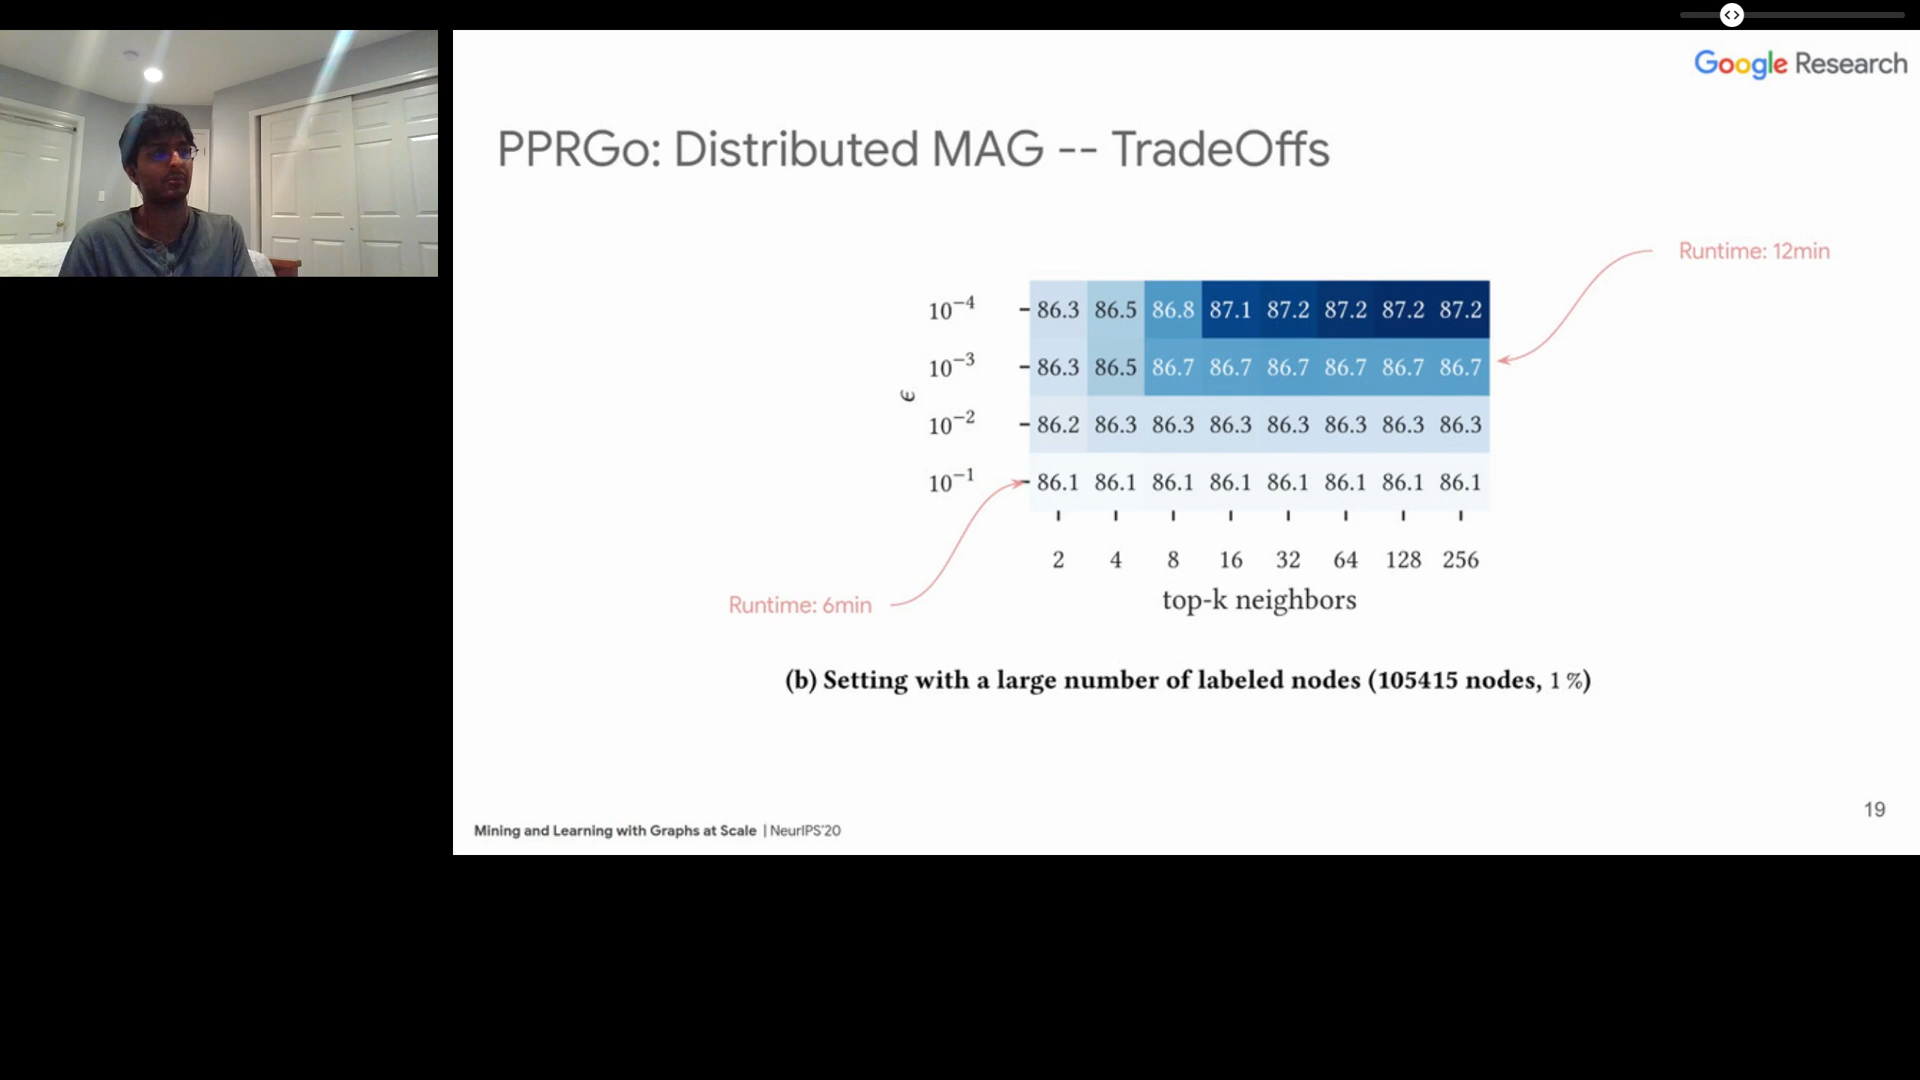 Google Research
PPRGo: Distributed MAG -- TradeOffs
Runtime: 12min
10⁻⁴ 86.3 86.5 86.8 87.1 87.2 87.2 87.2 87.2
10⁻³ 86.3 86.5 86.7 86.7 86.7 86.7 86.7 86.7
ϵ
10⁻² 86.2 86.3 86.3 86.3 86.3 86.3 86.3 86.3
10⁻¹ 86.1 86.1 86.1 86.1 86.1 86.1 86.1 86.1
2 4 8 16 32 64 128 256
top-k neighbors
Runtime: 6min
(b) Setting with a large number of labeled nodes (105415 nodes, 1 %)
19
Mining and Learning with Graphs at Scale | NeurIPS'20